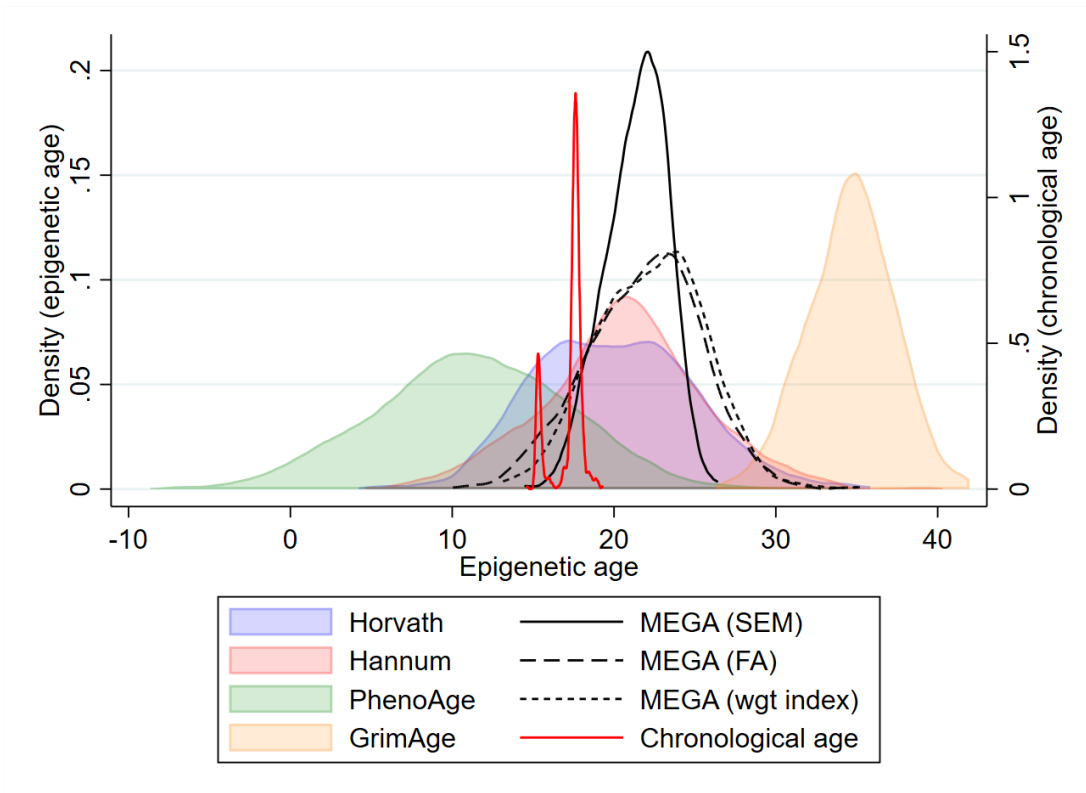 Density (epigenetic age)
.2
.15
.1
.05
0
Density (chronological age)
1.5
1
.5
0
-10 0 10 20 30 40
Epigenetic age
Horvath MEGA (SEM)
Hannum MEGA (FA)
PhenoAge MEGA (wgt index)
GrimAge Chronological age